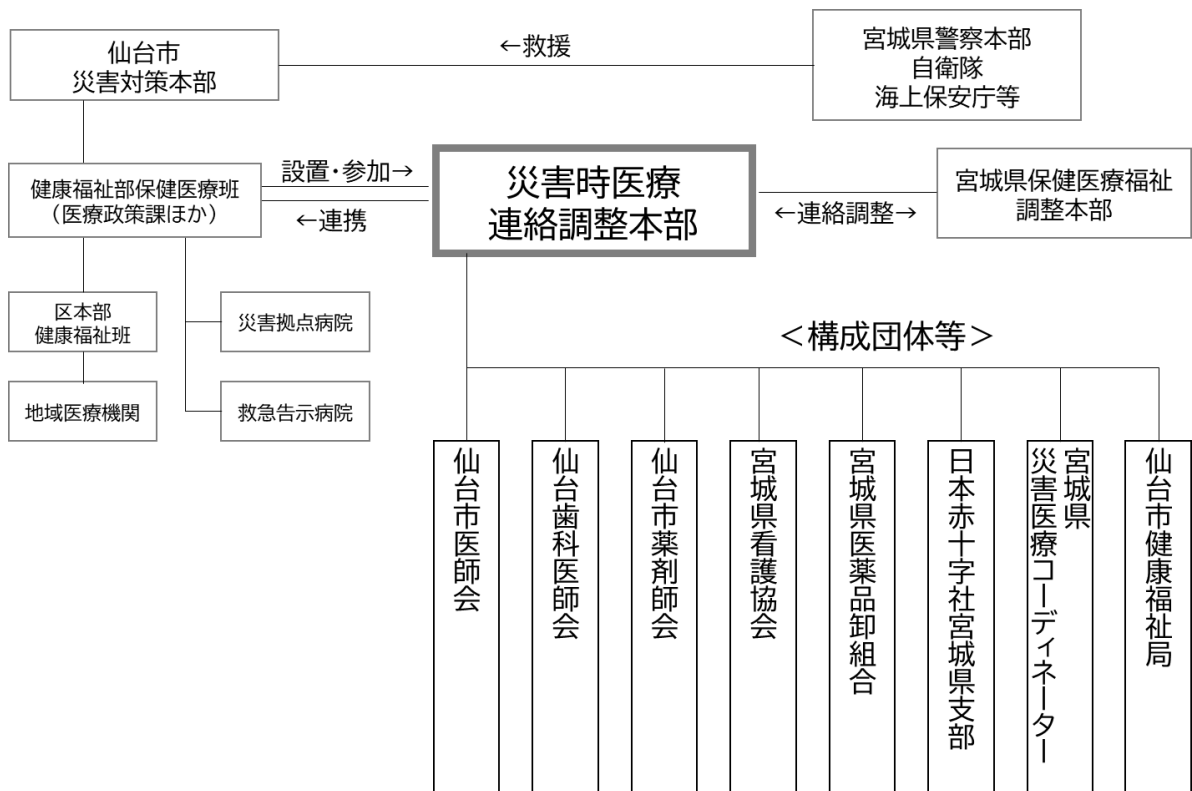 仙台市
災害対策本部
←救援
宮城県警察本部
自衛隊
海上保安庁等
健康福祉部保健医療班
（医療政策課ほか）
設置・参加→
←連携
災害時医療
連絡調整本部
←連絡調整→
宮城県保健医療福祉
調整本部
区本部
健康福祉班
災害拠点病院
地域医療機関
救急告示病院
＜構成団体等＞
仙台市医師会
仙台歯科医師会
仙台市薬剤師会
宮城県看護協会
宮城県医薬品卸組合
日本赤十字社宮城県支部
宮城県
災害医療コーディネーター
仙台市健康福祉局